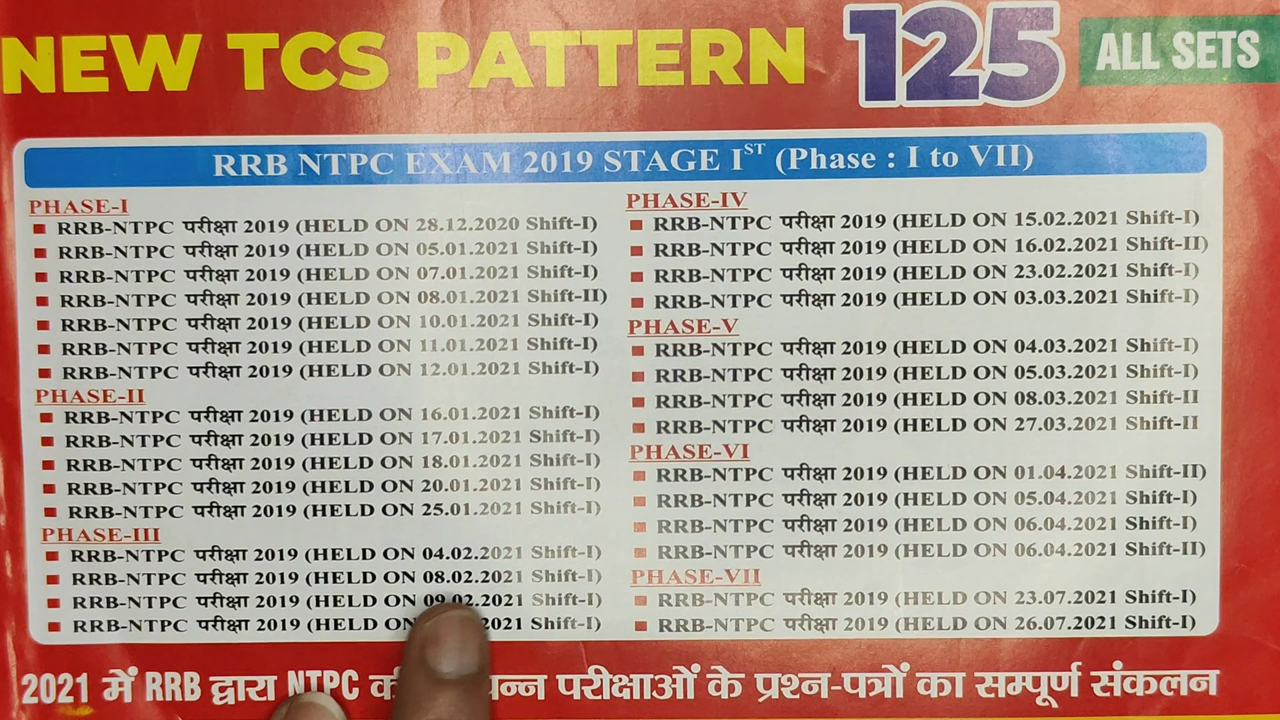 NEW TCS PATTERN 125 ALL SETS
RRB NTPC EXAM 2019 STAGE I ST (Phase : I to VII)
PHASE-I
RRB-NTPC परीक्षा 2019 (HELD ON 28.12.2020 Shift-I)
RRB-NTPC परीक्षा 2019 (HELD ON 05.01.2021 Shift-I)
RRB-NTPC परीक्षा 2019 (HELD ON 07.01.2021 Shift-I)
RRB-NTPC परीक्षा 2019 (HELD ON 08.01.2021 Shift-II)
RRB-NTPC परीक्षा 2019 (HELD ON 10.01.2021 Shift-I)
RRB-NTPC परीक्षा 2019 (HELD ON 11.01.2021 Shift-I)
RRB-NTPC परीक्षा 2019 (HELD ON 12.01.2021 Shift-I)
PHASE-II
RRB-NTPC परीक्षा 2019 (HELD ON 16.01.2021 Shift-I)
RRB-NTPC परीक्षा 2019 (HELD ON 17.01.2021 Shift-I)
RRB-NTPC परीक्षा 2019 (HELD ON 18.01.2021 Shift-I)
RRB-NTPC परीक्षा 2019 (HELD ON 20.01.2021 Shift-I)
RRB-NTPC परीक्षा 2019 (HELD ON 25.01.2021 Shift-I)
PHASE-III
RRB-NTPC परीक्षा 2019 (HELD ON 04.02.2021 Shift-I)
RRB-NTPC परीक्षा 2019 (HELD ON 08.02.2021 Shift-I)
RRB-NTPC परीक्षा 2019 (HELD ON 09.02.2021 Shift-I)
RRB-NTPC परीक्षा 2019 (HELD ON 2021 Shift-I)
PHASE-IV
RRB-NTPC परीक्षा 2019 (HELD ON 15.02.2021 Shift-I)
RRB-NTPC परीक्षा 2019 (HELD ON 16.02.2021 Shift-II)
RRB-NTPC परीक्षा 2019 (HELD ON 23.02.2021 Shift-I)
RRB-NTPC परीक्षा 2019 (HELD ON 03.03.2021 Shift-I)
PHASE-V
RRB-NTPC परीक्षा 2019 (HELD ON 04.03.2021 Shift-I)
RRB-NTPC परीक्षा 2019 (HELD ON 05.03.2021 Shift-I)
RRB-NTPC परीक्षा 2019 (HELD ON 08.03.2021 Shift-II
RRB-NTPC परीक्षा 2019 (HELD ON 27.03.2021 Shift-II
PHASE-VI
RRB-NTPC परीक्षा 2019 (HELD ON 01.04.2021 Shift-II)
RRB-NTPC परीक्षा 2019 (HELD ON 05.04.2021 Shift-I)
RRB-NTPC परीक्षा 2019 (HELD ON 06.04.2021 Shift-I)
RRB-NTPC परीक्षा 2019 (HELD ON 06.04.2021 Shift-II)
PHASE-VII
RRB-NTPC परीक्षा 2019 (HELD ON 23.07.2021 Shift-I)
RRB-NTPC परीक्षा 2019 (HELD ON 26.07.2021 Shift-I)
2021 में RRB द्वारा NTPC परीक्षाओं के प्रश्न-पत्रों का सम्पूर्ण संकलन